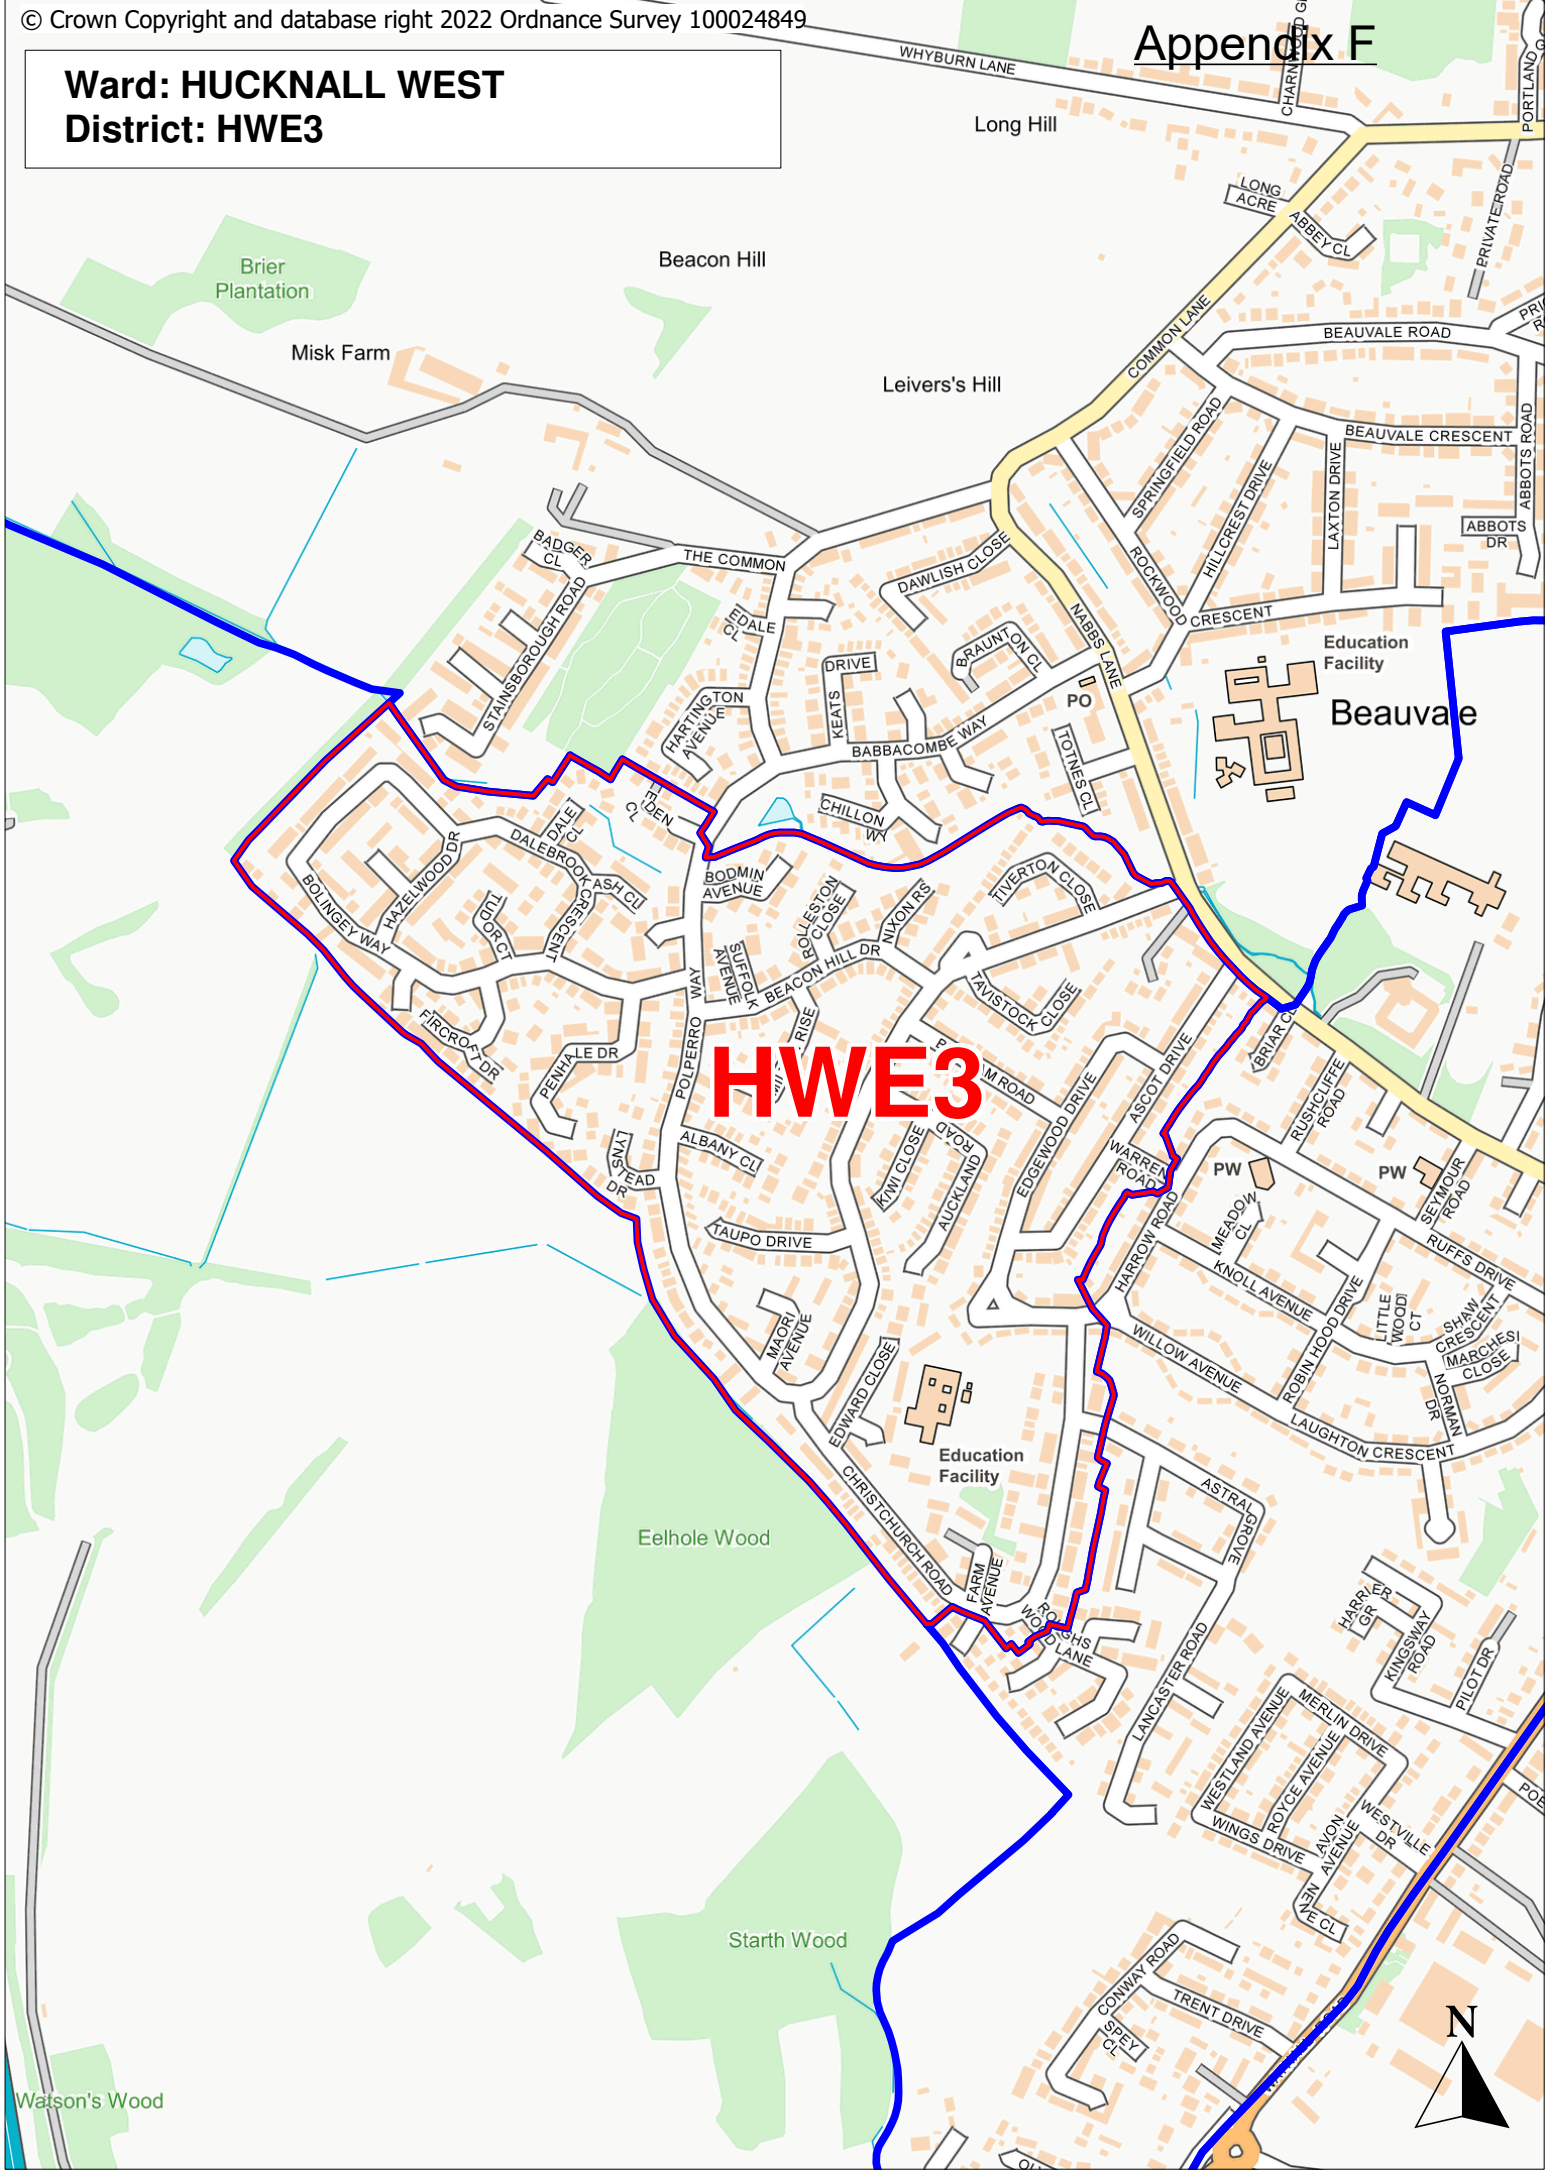 © Crown Copyright and database right 2022 Ordnance Survey 100024849
Appendix F
Ward: HUCKNALL WEST
District: HWE3
WHYBURN LANE
PORTLAND
Long Hill
LONG
ACRE
ABBEY CL
PRIVATE ROAD
Brier
Plantation
Beacon Hill
COMMON LANE
BEAUVALE ROAD
Misk Farm
Leivers's Hill
SPRINGFIELD ROAD
BEAUVALE CRESCENT
ABBOTS ROAD
HILLCREST DRIVE
LAXTON DRIVE
ABBOTS
DR
BADGER
CL
THE COMMON
DAWLISH CLOSE
ROCKWOOD
CRESCENT
STAINSBOROUGH ROAD
EDALE
CL
NABBS LANE
Education
Facility
BRAUNTON CL
KEATS
DRIVE
HARTINGTON
AVENUE
PO
Beauvale
BABBACOMBE WAY
TOTNES CL
CHILLON
WY
EDEN
CL
DALE
CL
DALEBROOK
CRESCENT
ASH CL
HAZELWOOD DR
BOLINGEY WAY
TUDOR CT
BODMIN
AVENUE
ROLLESTON
CLOSE
NIXON RS
TIVERTON CLOSE
SUFFOLK
AVENUE
BEACON HILL DR
TAVISTOCK CLOSE
FIRCROFT DR
PENHALE DR
POLPERRO
WAY
RISE
HWE3
AM ROAD
EDGEWOOD DRIVE
ASCOT DRIVE
BRIAR CL
RUSHCLIFFE
ROAD
LYNSTEAD
DR
ALBANY CL
KIWI CLOSE
AUCKLAND
ROAD
WARREN
ROAD
PW
PW
SEYMOUR
ROAD
TAUPO DRIVE
HARROW ROAD
MEADOW
CL
RUFFS DRIVE
KNOLL AVENUE
LITTLE
WOOD
CT
SHAW
CRESCENT
MARCHESI
CLOSE
MAORI
AVENUE
WILLOW AVENUE
ROBIN HOOD DRIVE
NORMAN
DR
EDWARD CLOSE
LAUGHTON CRESCENT
Education
Facility
CHRISTCHURCH ROAD
ASTRAL
GROVE
Eelhole Wood
FARM
AVENUE
ROUGHS
WOOD LANE
HARRIER
GR
KINGSWAY
ROAD
PILOT DR
LANCASTER ROAD
WESTLAND AVENUE
MERLIN DRIVE
ROYCE AVENUE
WINGS DRIVE
AVON
AVENUE
WESTVILLE
DR
Starth Wood
CONWAY ROAD
TRENT DRIVE
SPEY
CL
N
Watson's Wood